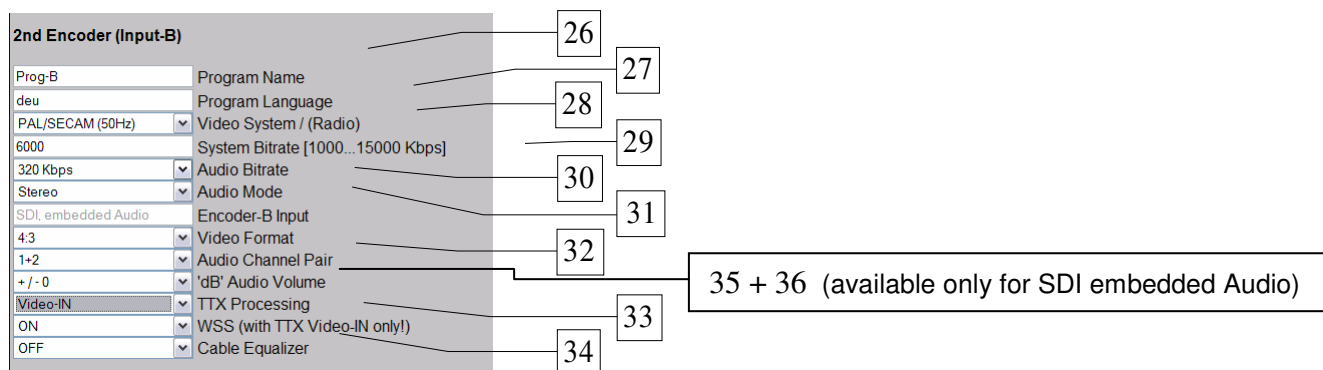 2nd Encoder (Input-B)
26
Prog-B Program Name
27
deu Program Language
28
PAL/SECAM (50Hz) Video System / (Radio)
6000 System Bitrate [1000...15000 Kbps]
29
320 Kbps Audio Bitrate
30
Stereo Audio Mode
31
SDI, embedded Audio Encoder-B Input
4:3 Video Format
32
1+2 Audio Channel Pair
35 + 36 (available only for SDI embedded Audio)
+ / - 0 'dB' Audio Volume
Video-IN TTX Processing
33
ON WSS (with TTX Video-IN only!)
OFF Cable Equalizer
34